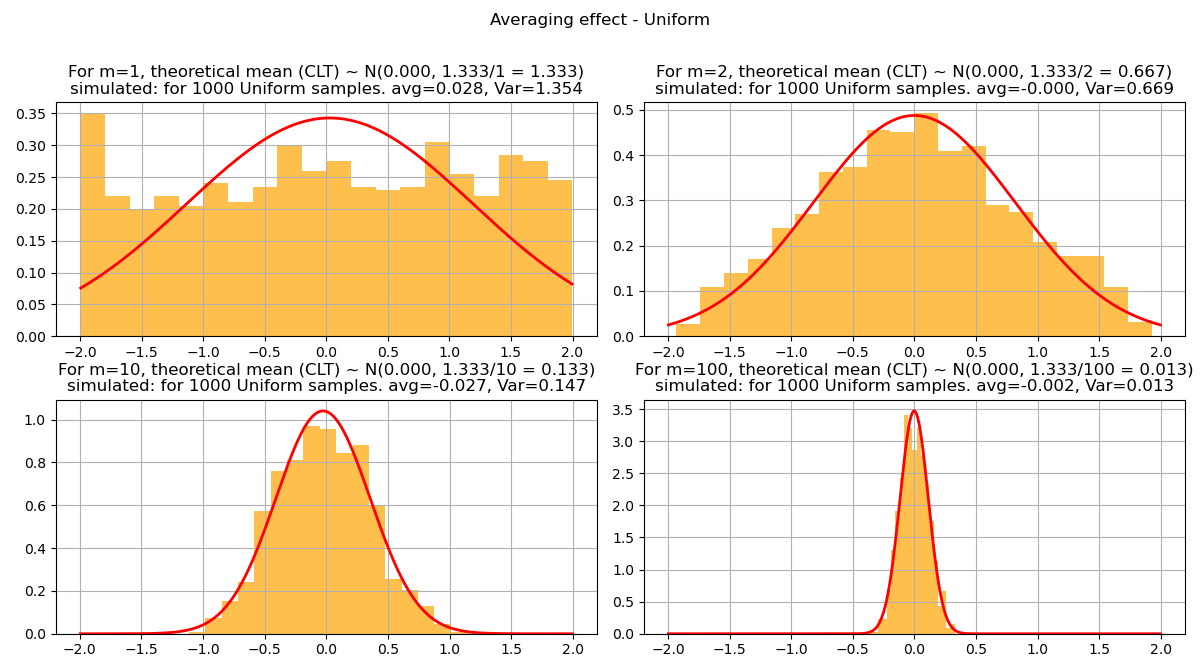 Averaging effect - Uniform
For m=1, theoretical mean (CLT) ~ N(0.000, 1.333/1 = 1.333)
simulated: for 1000 Uniform samples. avg=0.028, Var=1.354
0.35
0.30
0.25
0.20
0.15
0.10
0.05
0.00
−2.0 −1.5 −1.0 −0.5 0.0 0.5 1.0 1.5 2.0
For m=2, theoretical mean (CLT) ~ N(0.000, 1.333/2 = 0.667)
simulated: for 1000 Uniform samples. avg=-0.000, Var=0.669
0.5
0.4
0.3
0.2
0.1
0.0
−2.0 −1.5 −1.0 −0.5 0.0 0.5 1.0 1.5 2.0
For m=10, theoretical mean (CLT) ~ N(0.000, 1.333/10 = 0.133)
simulated: for 1000 Uniform samples. avg=-0.027, Var=0.147
1.0
0.8
0.6
0.4
0.2
0.0
−2.0 −1.5 −1.0 −0.5 0.0 0.5 1.0 1.5 2.0
For m=100, theoretical mean (CLT) ~ N(0.000, 1.333/100 = 0.013)
simulated: for 1000 Uniform samples. avg=-0.002, Var=0.013
3.5
3.0
2.5
2.0
1.5
1.0
0.5
0.0
−2.0 −1.5 −1.0 −0.5 0.0 0.5 1.0 1.5 2.0